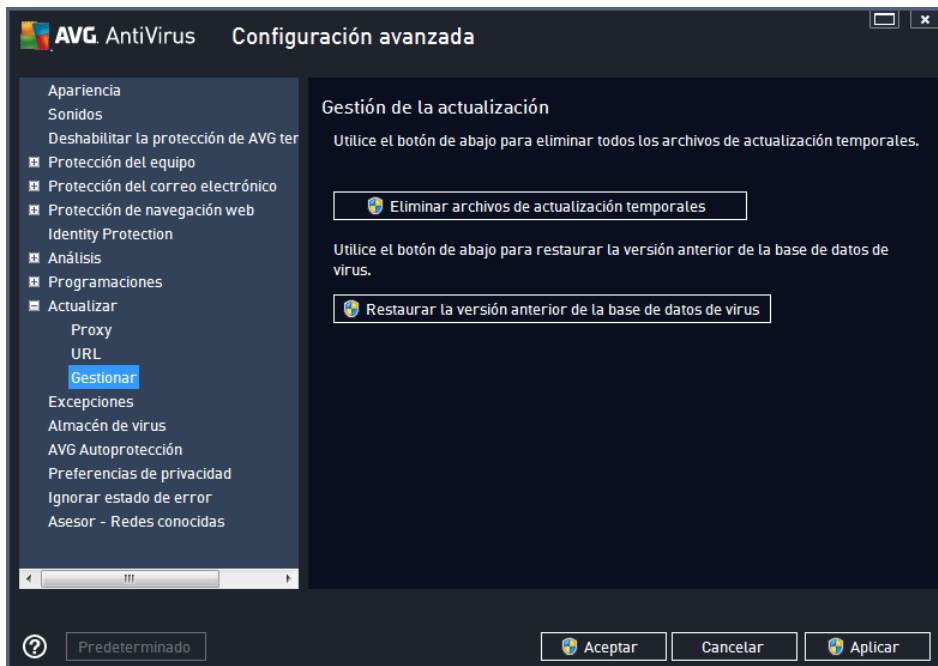 AVG. AntiVirus Configuración avanzada
Apariencia
Sonidos
Deshabilitar la protección de AVG ter
Protección del equipo
Protección del correo electrónico
Protección de navegación web
Identity Protection
Análisis
Programaciones
Actualizar
Proxy
URL
Gestionar
Excepciones
Almacén de virus
AVG Autoprotección
Preferencias de privacidad
Ignorar estado de error
Asesor - Redes conocidas
Gestión de la actualización
Utilice el botón de abajo para eliminar todos los archivos de actualización temporales.
Eliminar archivos de actualización temporales
Utilice el botón de abajo para restaurar la versión anterior de la base de datos de
virus.
Restaurar la versión anterior de la base de datos de virus
? Predeterminado Aceptar Cancelar Aplicar